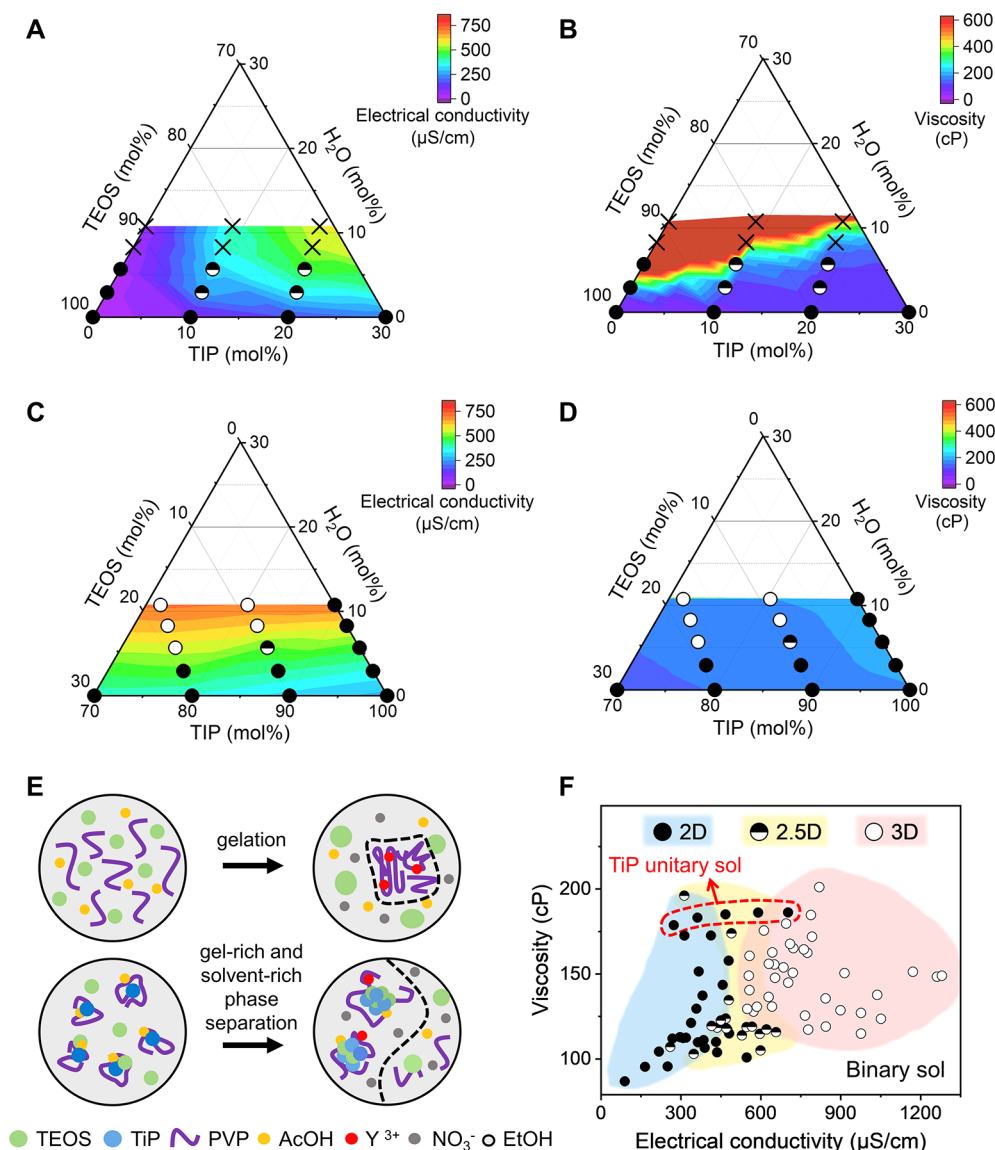 A
70
30
750
500
250
0
Electrical conductivity
(µS/cm)
TEOS (mol%)
H2O (mol%)
80
20
90
10
100
0
0
10
20
30
TIP (mol%)
B
70
30
600
400
200
0
Viscosity
(cP)
TEOS (mol%)
H2O (mol%)
80
20
90
10
100
0
0
10
20
30
TIP (mol%)
C
0
30
750
500
250
0
Electrical conductivity
(µS/cm)
TEOS (mol%)
H2O (mol%)
10
20
20
10
30
0
70
80
90
100
TIP (mol%)
D
0
30
600
400
200
0
Viscosity
(cP)
TEOS (mol%)
H2O (mol%)
10
20
20
10
30
0
70
80
90
100
TIP (mol%)
E
gelation
gel-rich and
solvent-rich
phase
separation
TEOS TiP PVP AcOH Y 3+ NO3- EtOH
F
2D 2.5D 3D
TiP unitary sol
200
150
100
Viscosity (cP)
Binary sol
0 300 600 900 1200
Electrical conductivity (µS/cm)